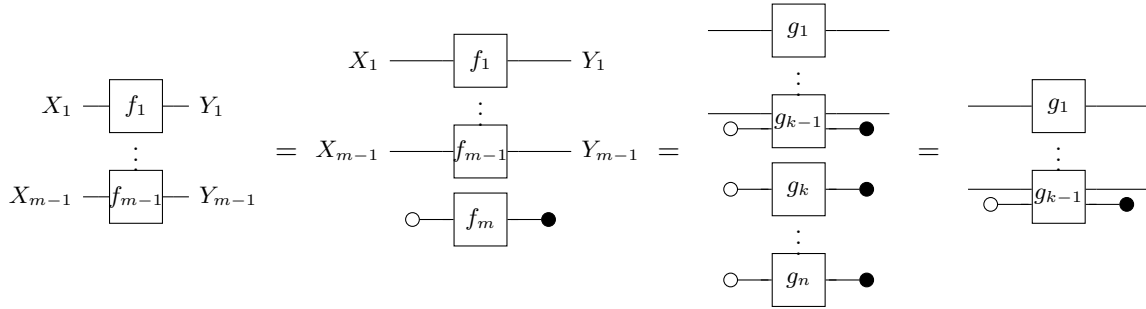 X_1 f_1 Y_1
⋮
X_{m-1} f_{m-1} Y_{m-1}
=
X_1 f_1 Y_1
⋮
X_{m-1} f_{m-1} Y_{m-1}
f_m
=
g_1
⋮
g_{k-1}
g_k
⋮
g_n
=
g_1
⋮
g_{k-1}